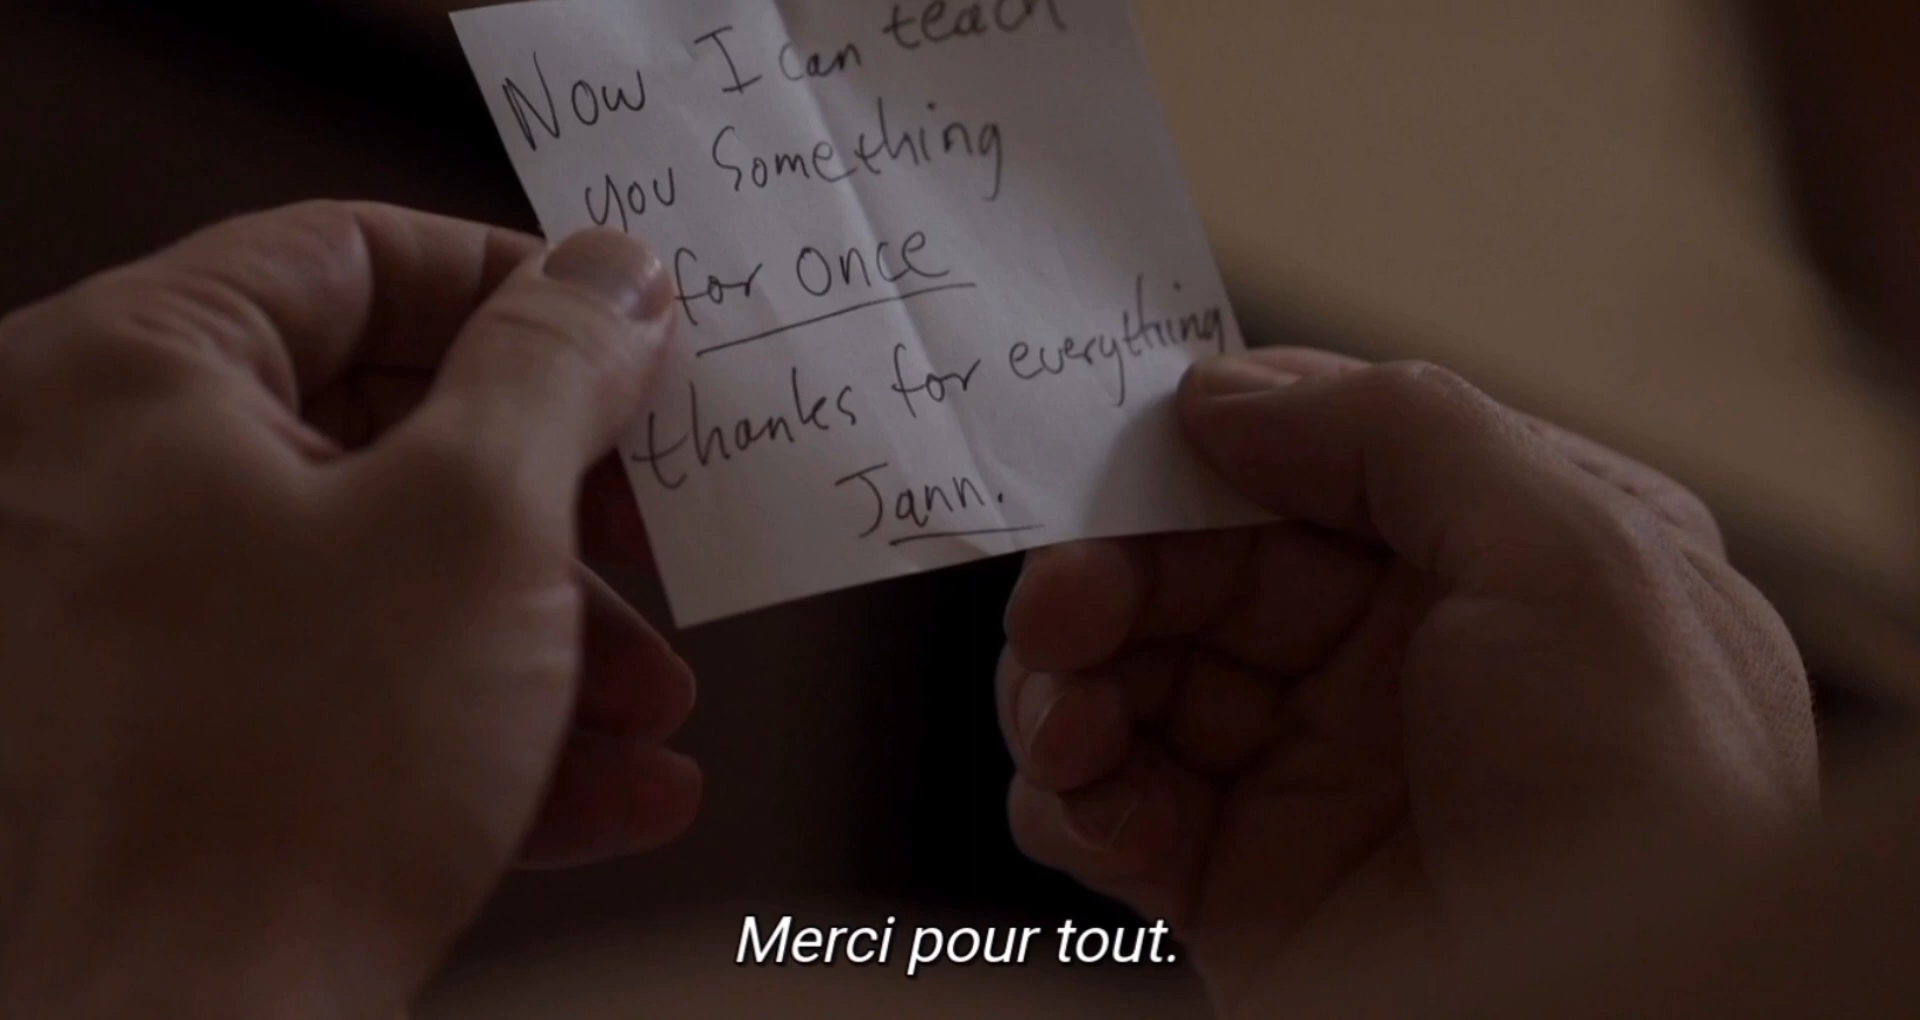 Now I can teach
you Something
for once
thanks for everything
Jann.
Merci pour tout.